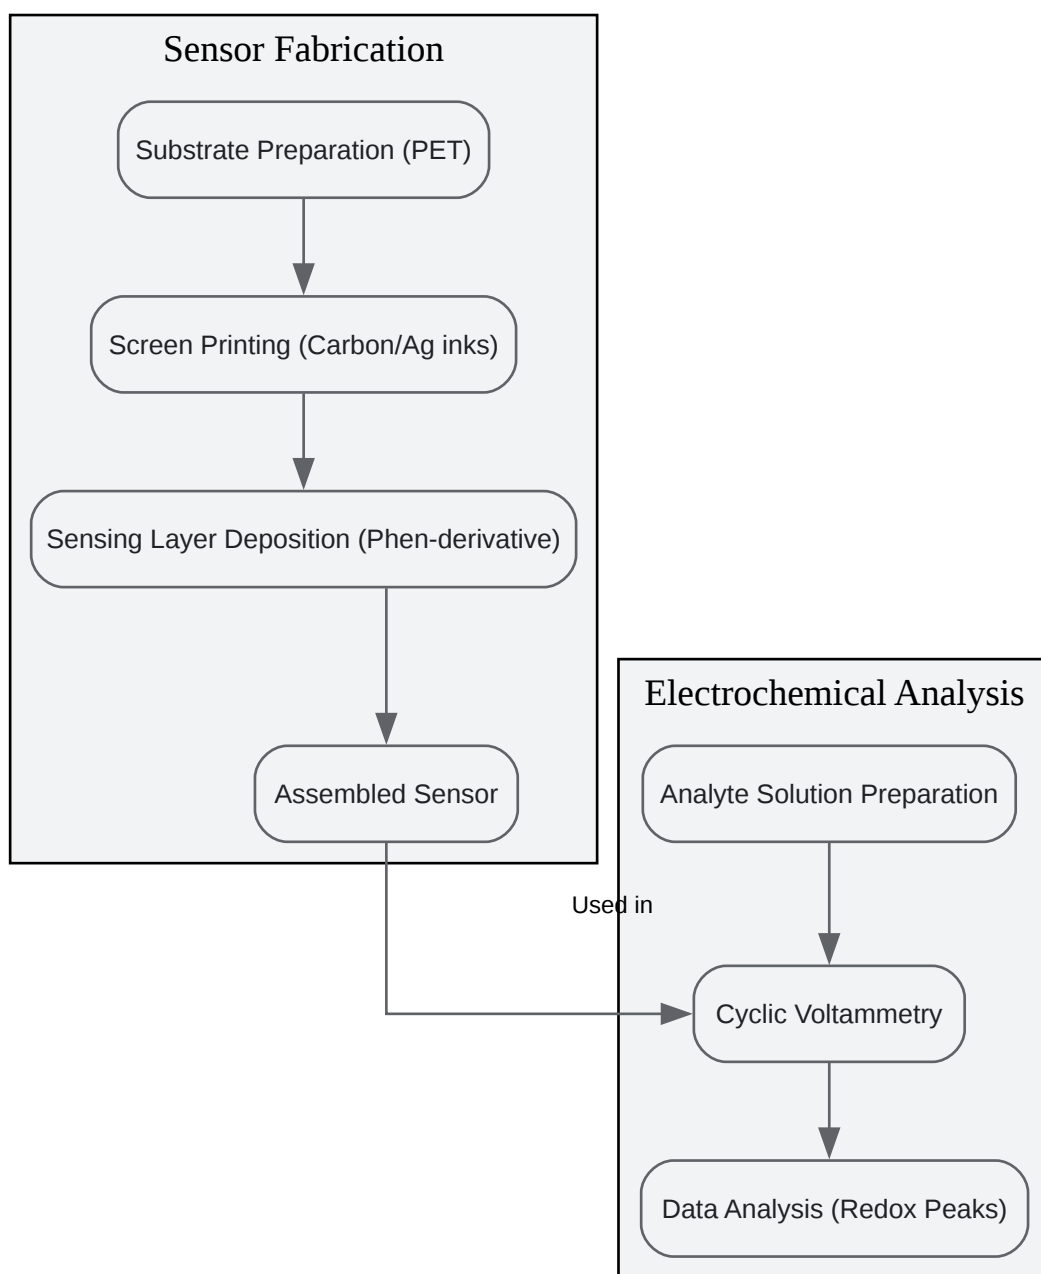 Sensor Fabrication
Substrate Preparation (PET)
Screen Printing (Carbon/Ag inks)
Sensing Layer Deposition (Phen-derivative)
Assembled Sensor
Used in
Electrochemical Analysis
Analyte Solution Preparation
Cyclic Voltammetry
Data Analysis (Redox Peaks)